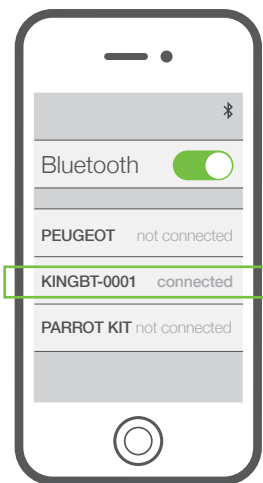 Bluetooth
PEUGEOT not connected
KINGBT-0001 connected
PARROT KIT not connected